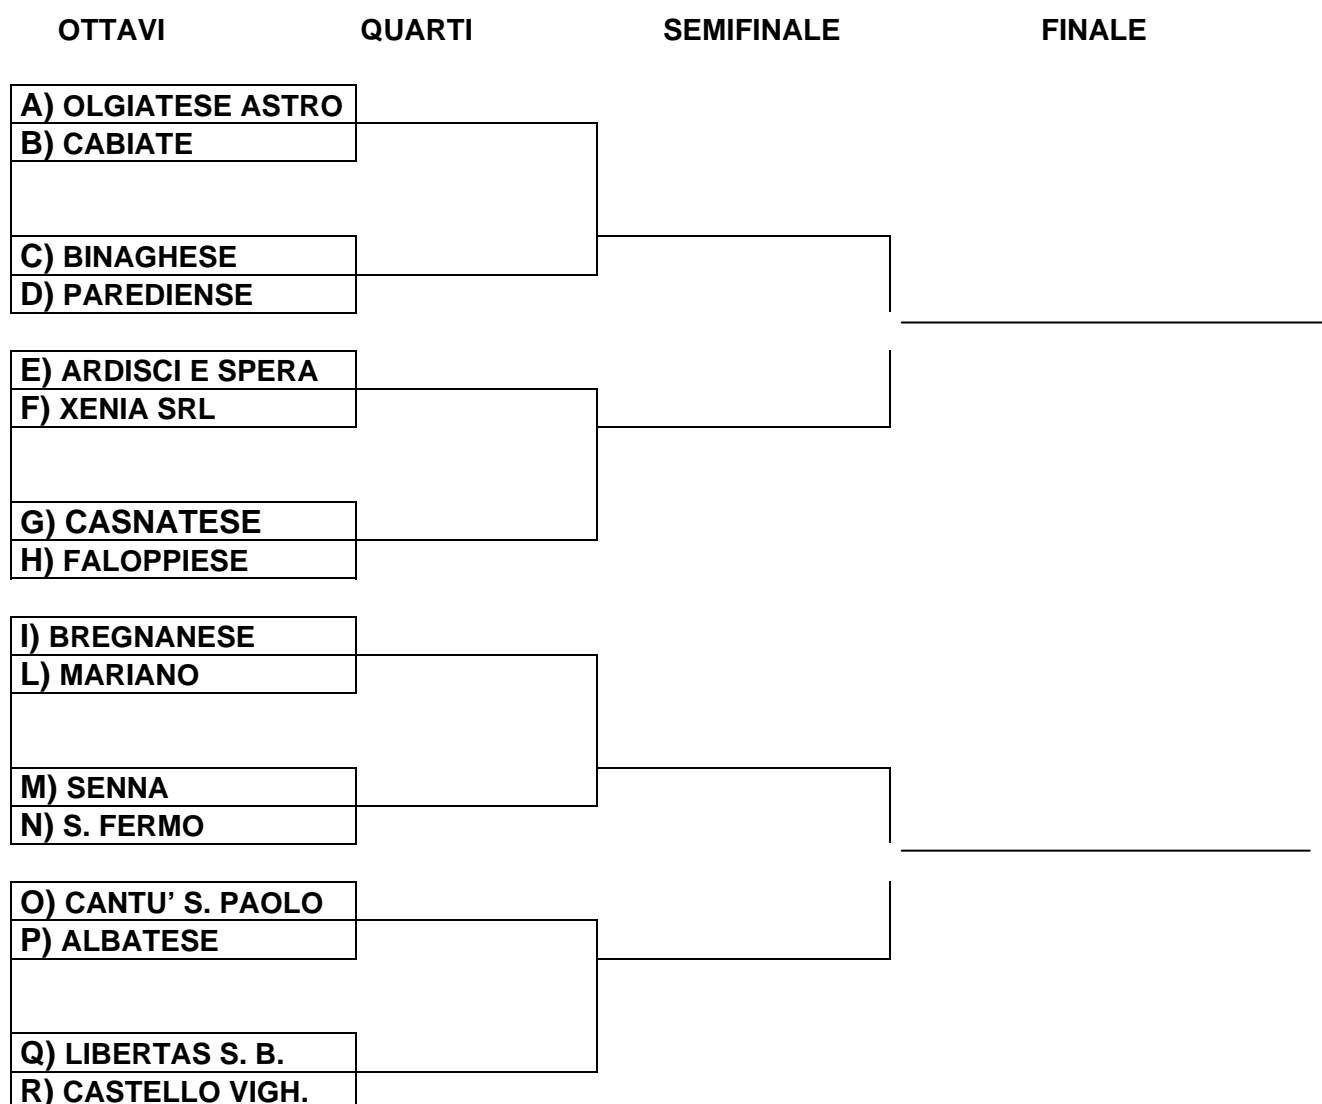 OTTAVI QUARTI SEMIFINALE FINALE
A) OLGIATESE ASTRO
B) CABIATE
C) BINAGHESE
D) PAREDIENSE
E) ARDISCI E SPERA
F) XENIA SRL
G) CASNATESE
H) FALOPPIESE
I) BREGNANESE
L) MARIANO
M) SENNA
N) S. FERMO
O) CANTU’ S. PAOLO
P) ALBATESE
Q) LIBERTAS S. B.
R) CASTELLO VIGH.